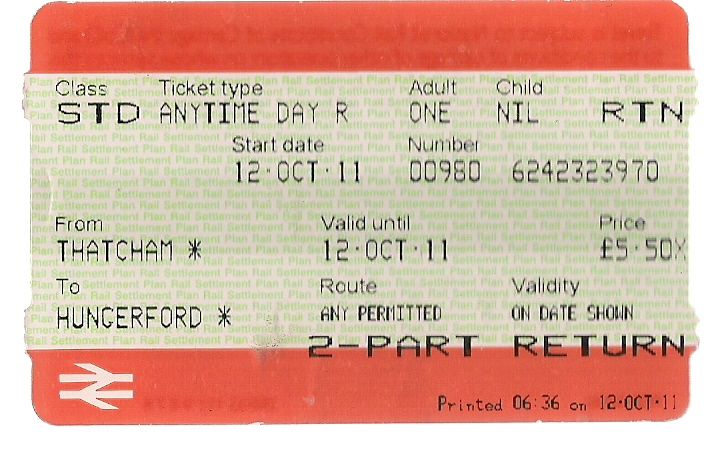 Class Ticket type Adult Child
STD ANYTIME DAY R ONE NIL RTN
Start date Number
12·OCT·11 00980 6242323970
From Valid until Price
THATCHAM * 12·OCT·11 £5·50X
To Route Validity
HUNGERFORD * ANY PERMITTED ON DATE SHOWN
2-PART RETURN
Printed 06:36 on 12·OCT·11